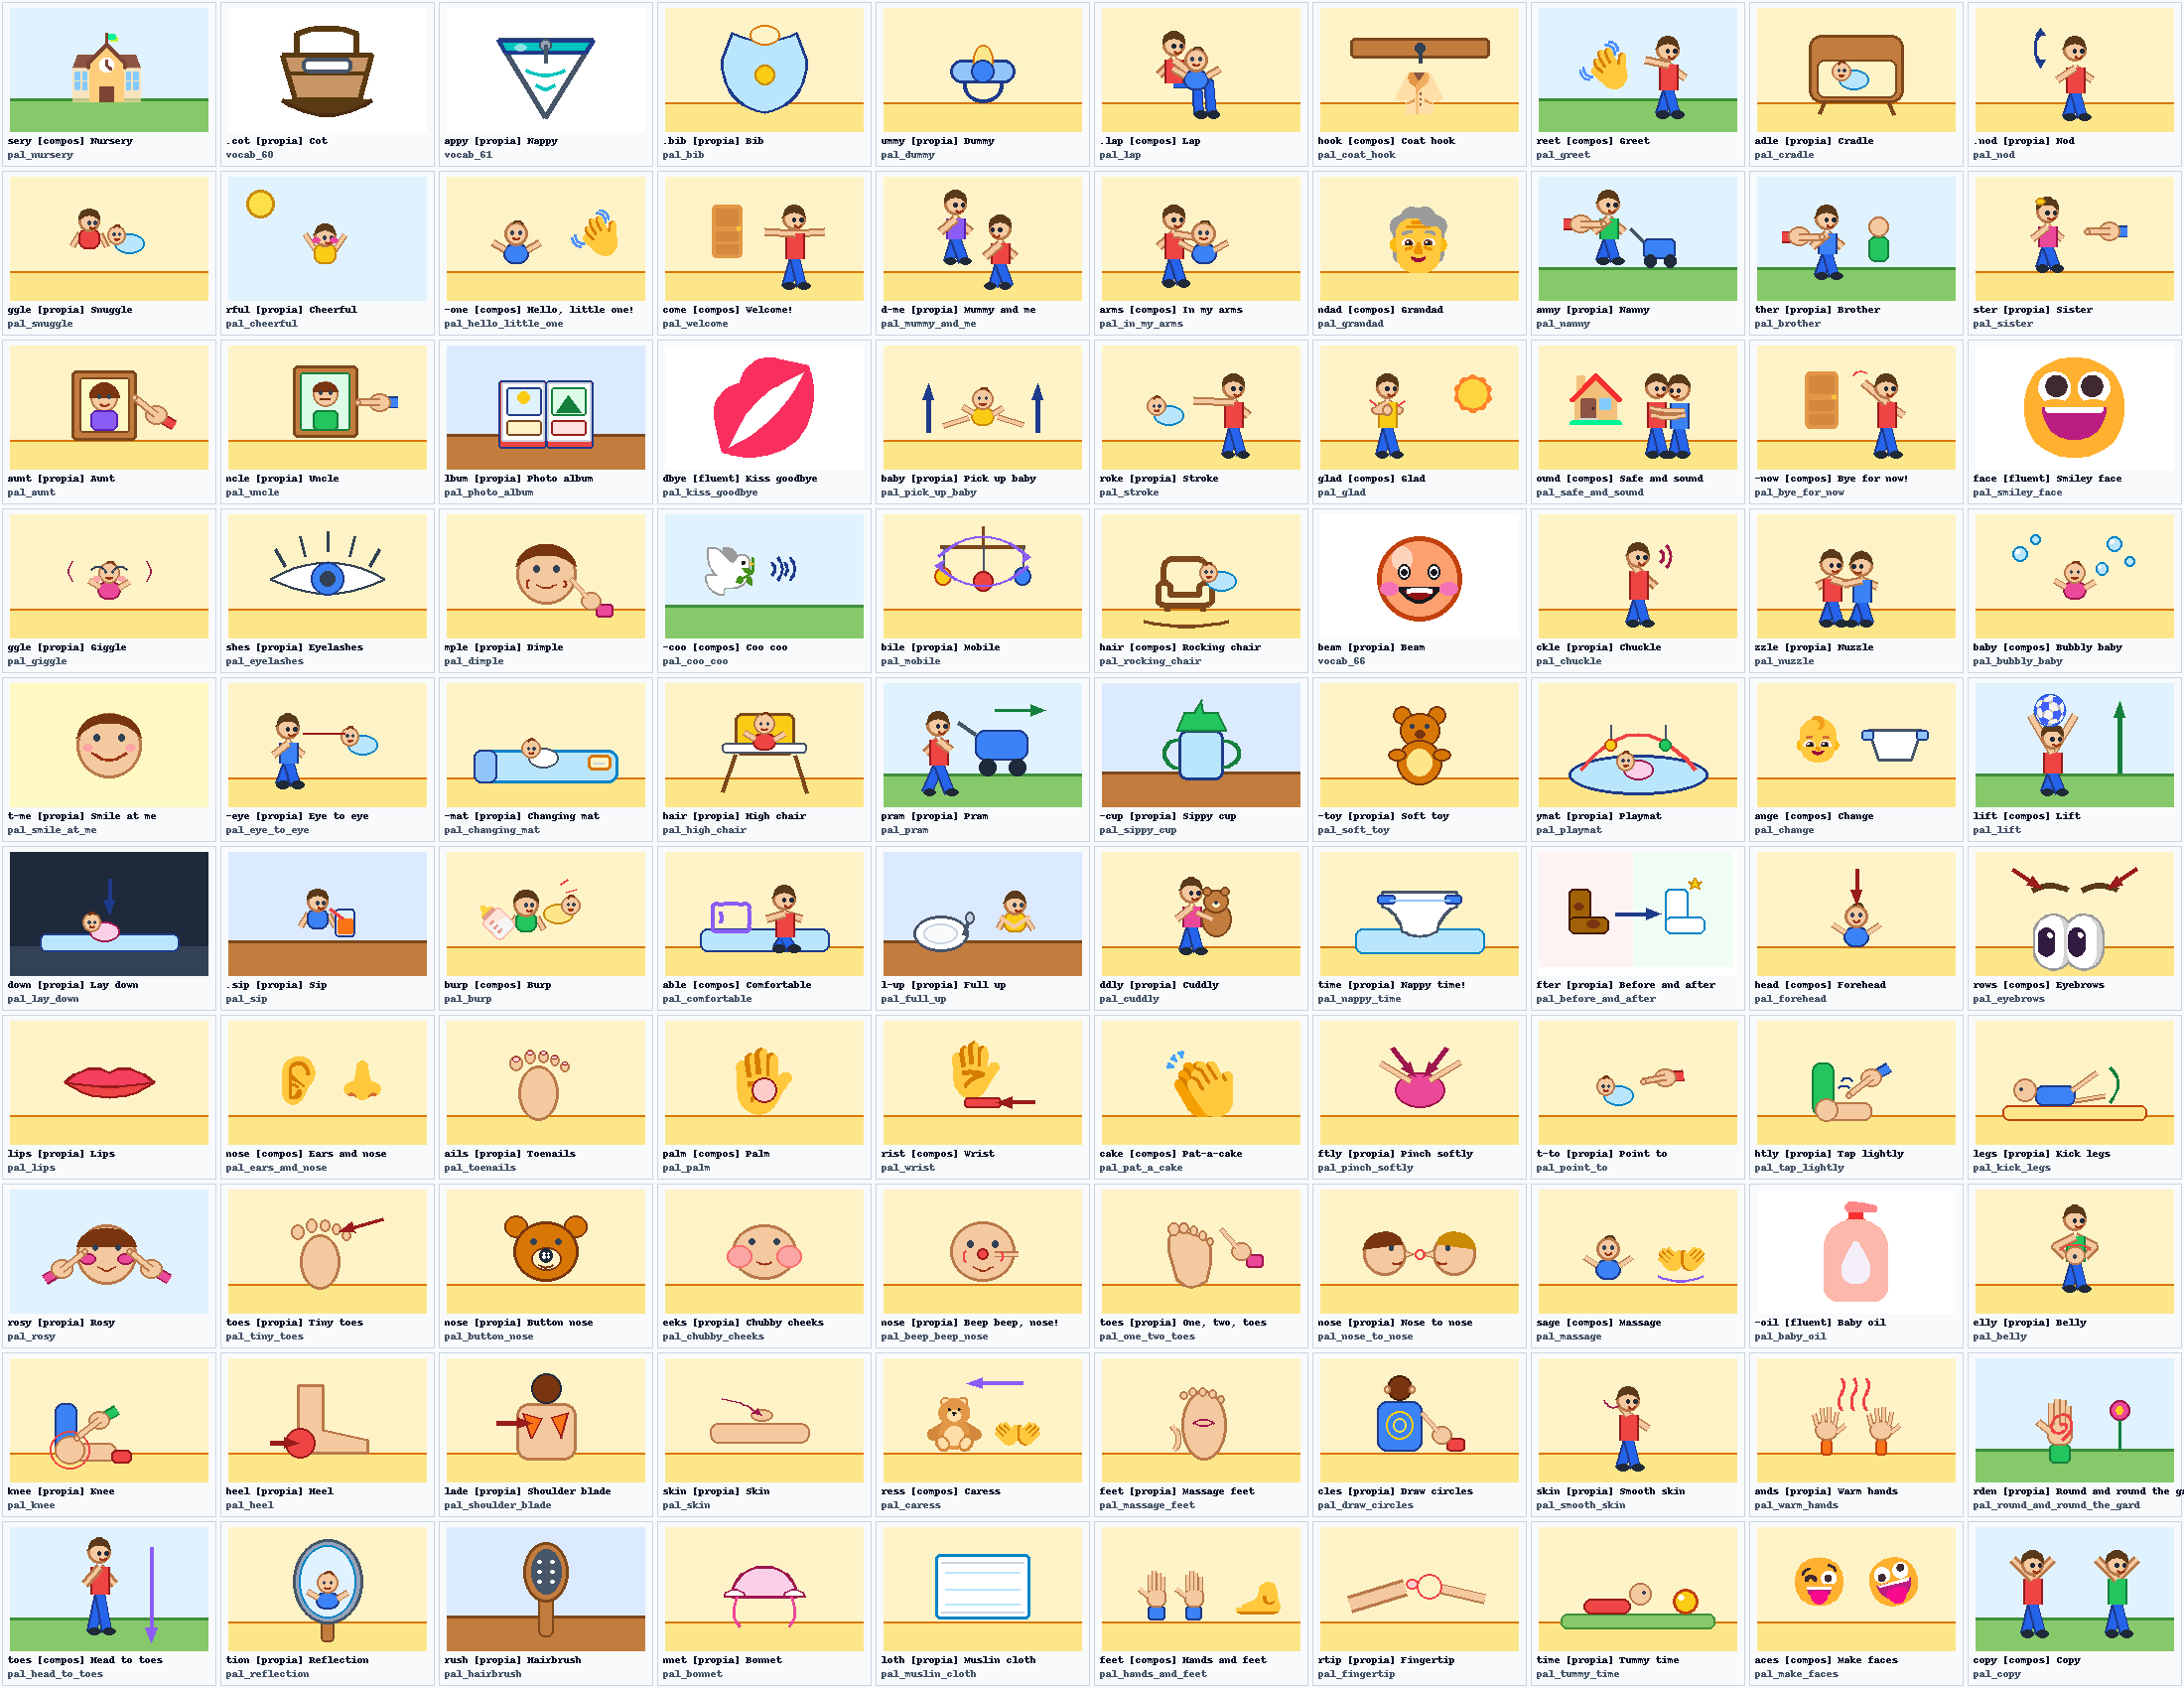 sery [compos] Nursery
pal_nursery
.cot [propia] Cot
vocab_60
appy [propia] Nappy
vocab_61
.bib [propia] Bib
pal_bib
ummy [propia] Dummy
pal_dummy
.lap [compos] Lap
pal_lap
hook [compos] Coat hook
pal_coat_hook
reet [compos] Greet
pal_greet
adle [propia] Cradle
pal_cradle
.nod [propia] Nod
pal_nod
ggle [propia] Snuggle
pal_snuggle
rful [propia] Cheerful
pal_cheerful
-one [compos] Hello, little one!
pal_hello_little_one
come [compos] Welcome!
pal_welcome
d-me [propia] Mummy and me
pal_mummy_and_me
arms [compos] In my arms
pal_in_my_arms
ndad [compos] Grandad
pal_grandad
anny [propia] Nanny
pal_nanny
ther [propia] Brother
pal_brother
ster [propia] Sister
pal_sister
aunt [propia] Aunt
pal_aunt
ncle [propia] Uncle
pal_uncle
lbum [propia] Photo album
pal_photo_album
dbye [fluent] Kiss goodbye
pal_kiss_goodbye
baby [propia] Pick up baby
pal_pick_up_baby
roke [propia] Stroke
pal_stroke
glad [compos] Glad
pal_glad
ound [compos] Safe and sound
pal_safe_and_sound
-now [compos] Bye for now!
pal_bye_for_now
face [fluent] Smiley face
pal_smiley_face
ggle [propia] Giggle
pal_giggle
shes [propia] Eyelashes
pal_eyelashes
mple [propia] Dimple
pal_dimple
-coo [compos] Coo coo
pal_coo_coo
bile [propia] Mobile
pal_mobile
hair [compos] Rocking chair
pal_rocking_chair
beam [propia] Beam
vocab_66
ckle [propia] Chuckle
pal_chuckle
zzle [propia] Nuzzle
pal_nuzzle
baby [compos] Bubbly baby
pal_bubbly_baby
t-me [propia] Smile at me
pal_smile_at_me
-eye [propia] Eye to eye
pal_eye_to_eye
-mat [propia] Changing mat
pal_changing_mat
hair [propia] High chair
pal_high_chair
pram [propia] Pram
pal_pram
-cup [propia] Sippy cup
pal_sippy_cup
-toy [propia] Soft toy
pal_soft_toy
ymat [propia] Playmat
pal_playmat
ange [compos] Change
pal_change
lift [compos] Lift
pal_lift
down [propia] Lay down
pal_lay_down
.sip [propia] Sip
pal_sip
burp [compos] Burp
pal_burp
able [compos] Comfortable
pal_comfortable
l-up [propia] Full up
pal_full_up
ddly [propia] Cuddly
pal_cuddly
time [propia] Nappy time!
pal_nappy_time
fter [propia] Before and after
pal_before_and_after
head [compos] Forehead
pal_forehead
rows [compos] Eyebrows
pal_eyebrows
lips [propia] Lips
pal_lips
nose [compos] Ears and nose
pal_ears_and_nose
ails [propia] Toenails
pal_toenails
palm [compos] Palm
pal_palm
rist [compos] Wrist
pal_wrist
cake [compos] Pat-a-cake
pal_pat_a_cake
ftly [propia] Pinch softly
pal_pinch_softly
t-to [propia] Point to
pal_point_to
htly [propia] Tap lightly
pal_tap_lightly
legs [propia] Kick legs
pal_kick_legs
rosy [propia] Rosy
pal_rosy
toes [propia] Tiny toes
pal_tiny_toes
nose [propia] Button nose
pal_button_nose
eeks [propia] Chubby cheeks
pal_chubby_cheeks
nose [propia] Beep beep, nose!
pal_beep_beep_nose
toes [propia] One, two, toes
pal_one_two_toes
nose [propia] Nose to nose
pal_nose_to_nose
sage [compos] Massage
pal_massage
-oil [fluent] Baby oil
pal_baby_oil
elly [propia] Belly
pal_belly
knee [propia] Knee
pal_knee
heel [propia] Heel
pal_heel
lade [propia] Shoulder blade
pal_shoulder_blade
skin [propia] Skin
pal_skin
ress [compos] Caress
pal_caress
feet [propia] Massage feet
pal_massage_feet
cles [propia] Draw circles
pal_draw_circles
skin [propia] Smooth skin
pal_smooth_skin
ands [propia] Warm hands
pal_warm_hands
rden [propia] Round and round the ga
pal_round_and_round_the_gard
toes [compos] Head to toes
pal_head_to_toes
tion [propia] Reflection
pal_reflection
rush [propia] Hairbrush
pal_hairbrush
nnet [propia] Bonnet
pal_bonnet
loth [propia] Muslin cloth
pal_muslin_cloth
feet [compos] Hands and feet
pal_hands_and_feet
rtip [propia] Fingertip
pal_fingertip
time [propia] Tummy time
pal_tummy_time
aces [compos] Make faces
pal_make_faces
copy [compos] Copy
pal_copy